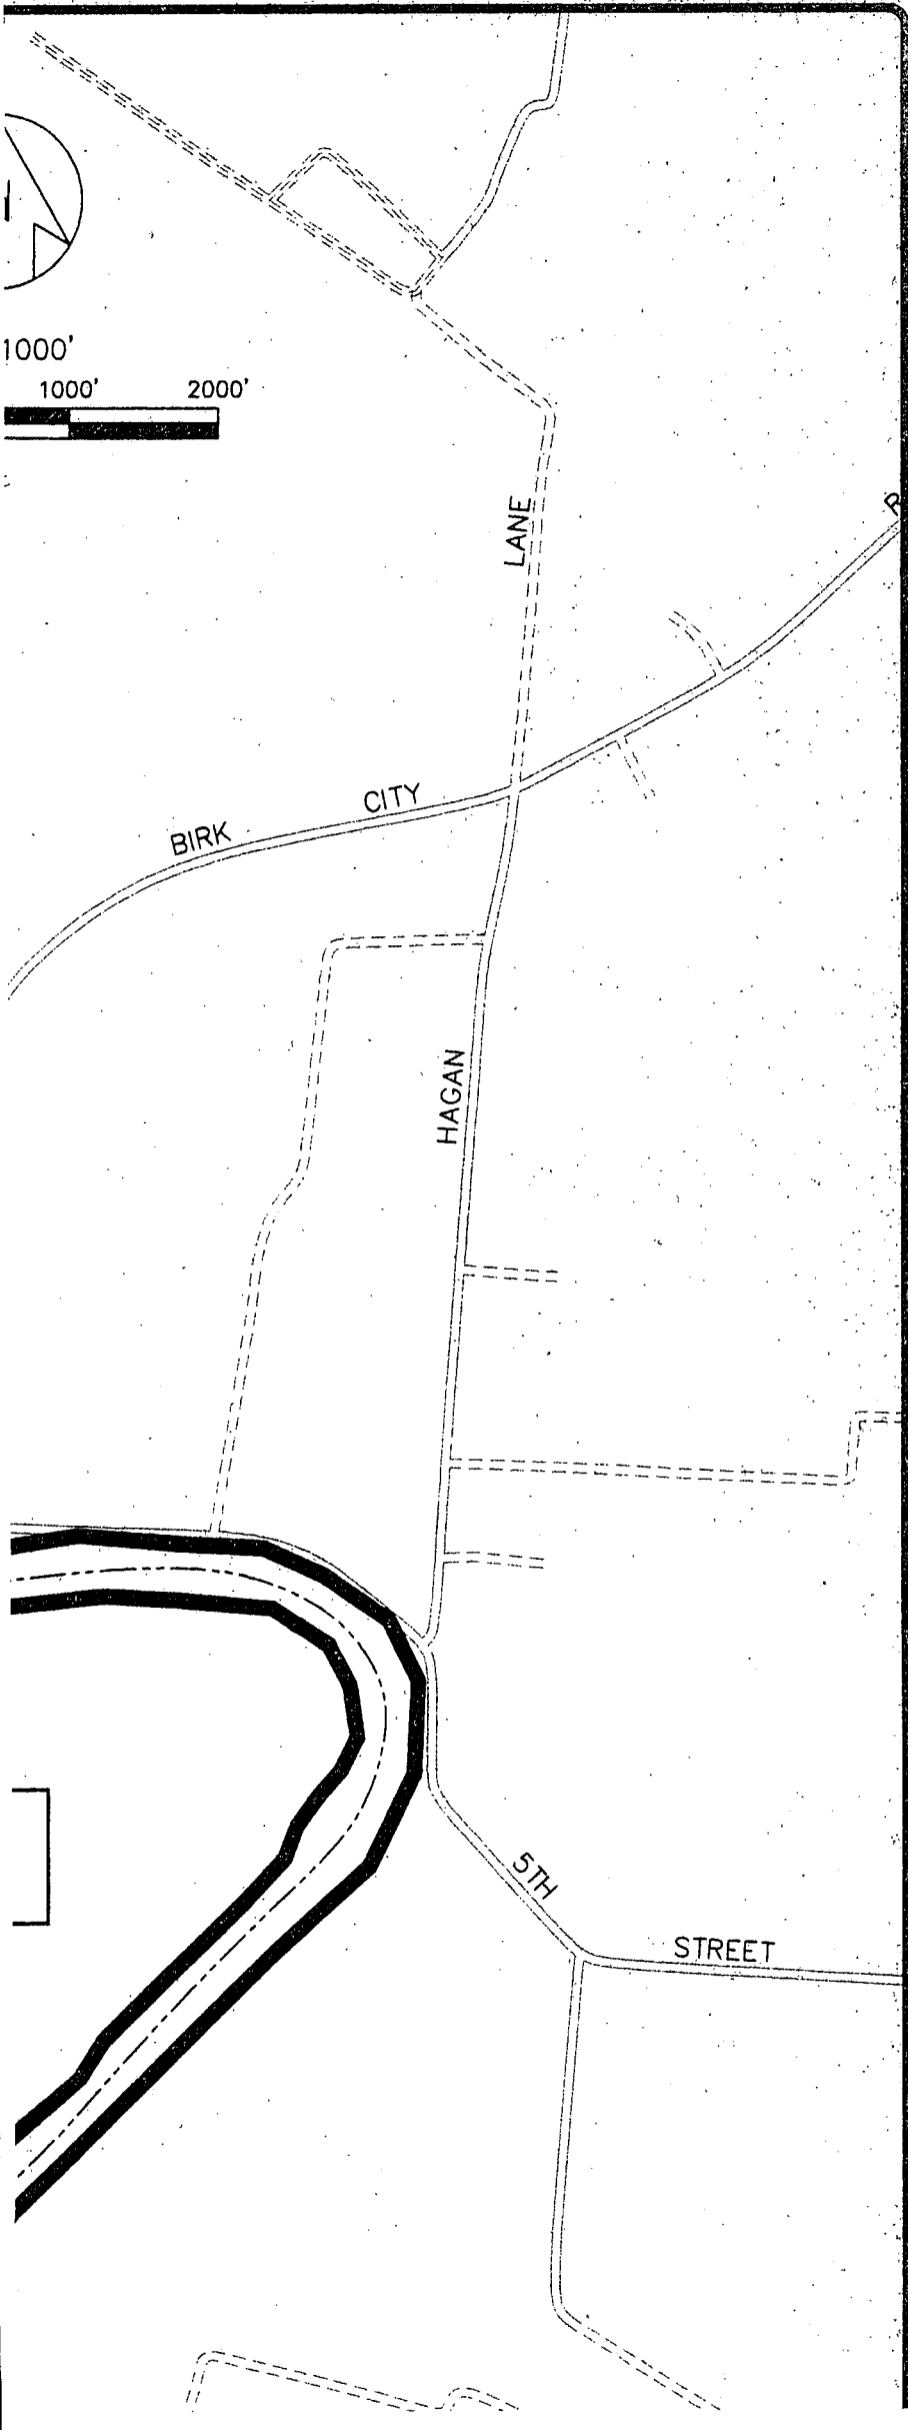 1000'
1000' 2000'
LANE
R
CITY
BIRK
HAGAN
5TH
STREET